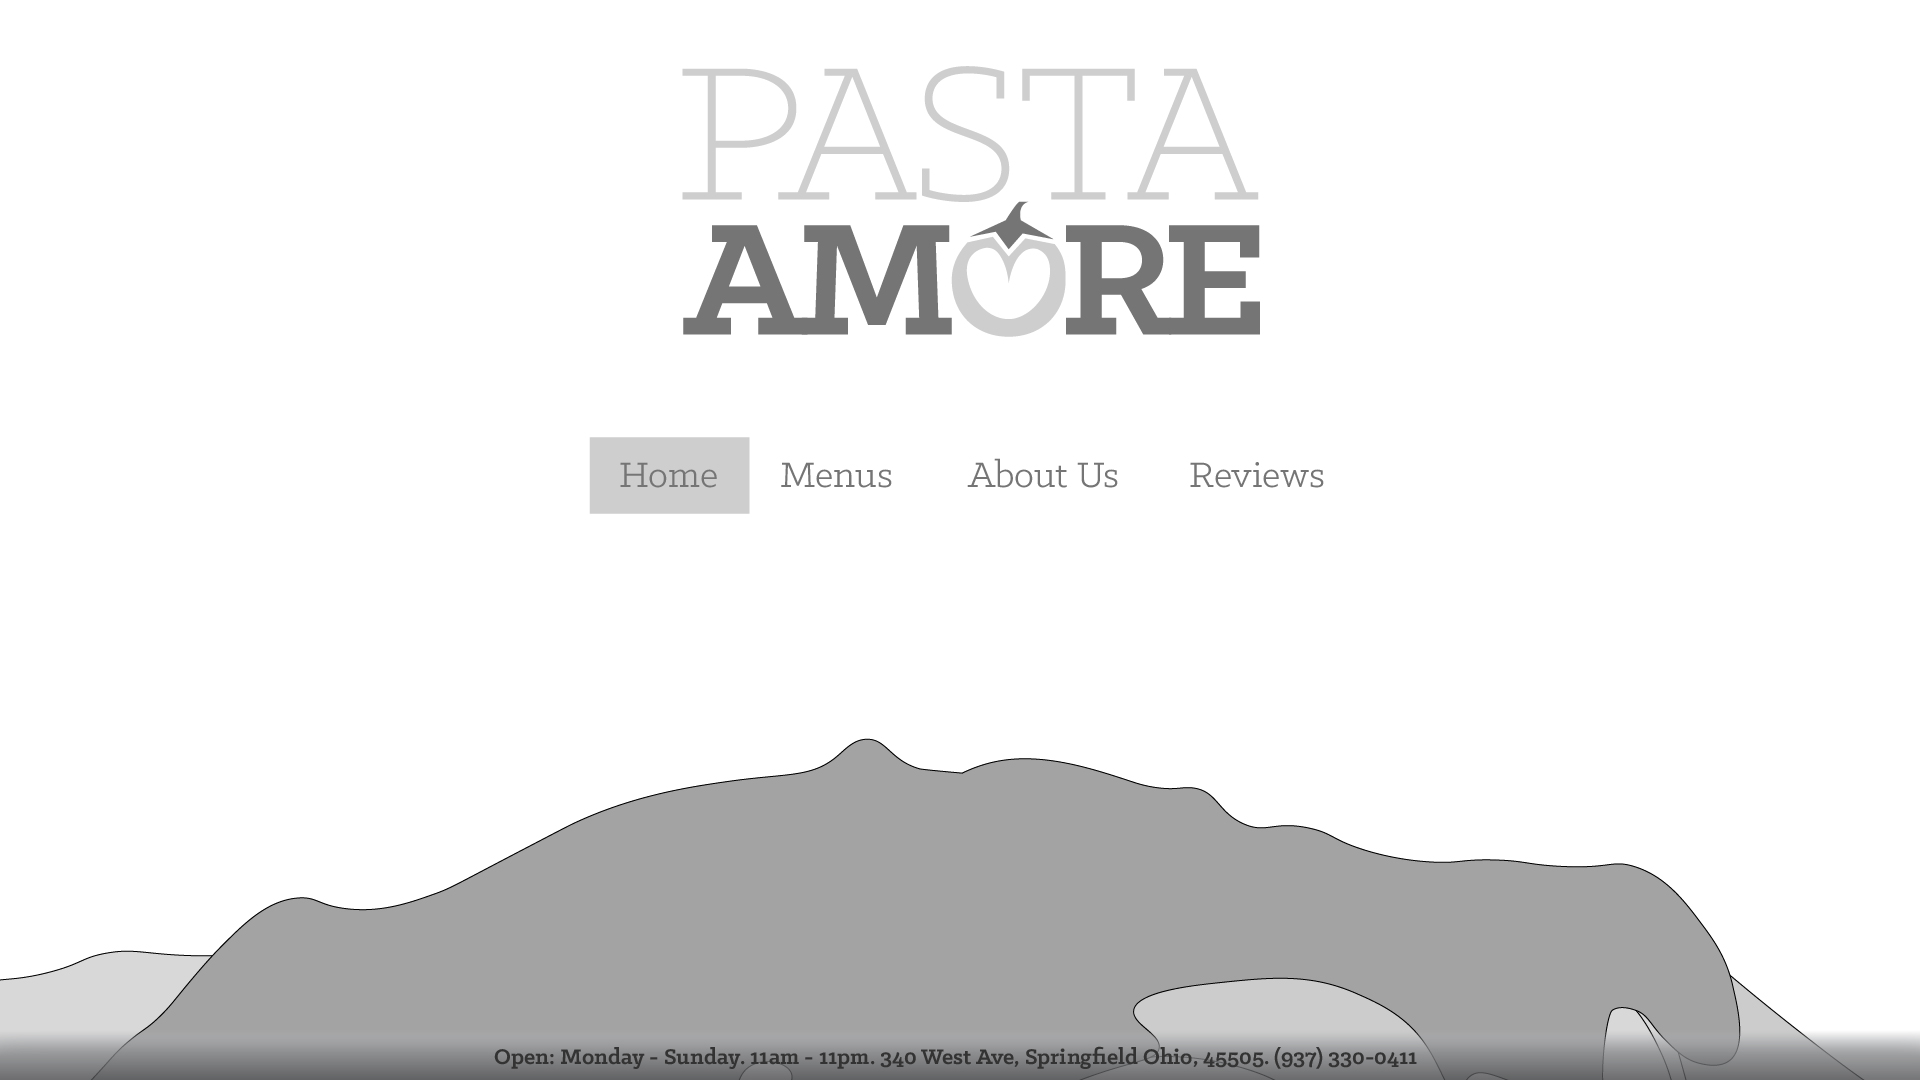 PASTA
AMORE
Home Menus About Us Reviews
Open: Monday - Sunday. 11am - 11pm. 340 West Ave, Springfield Ohio, 45505. (937) 330-0411